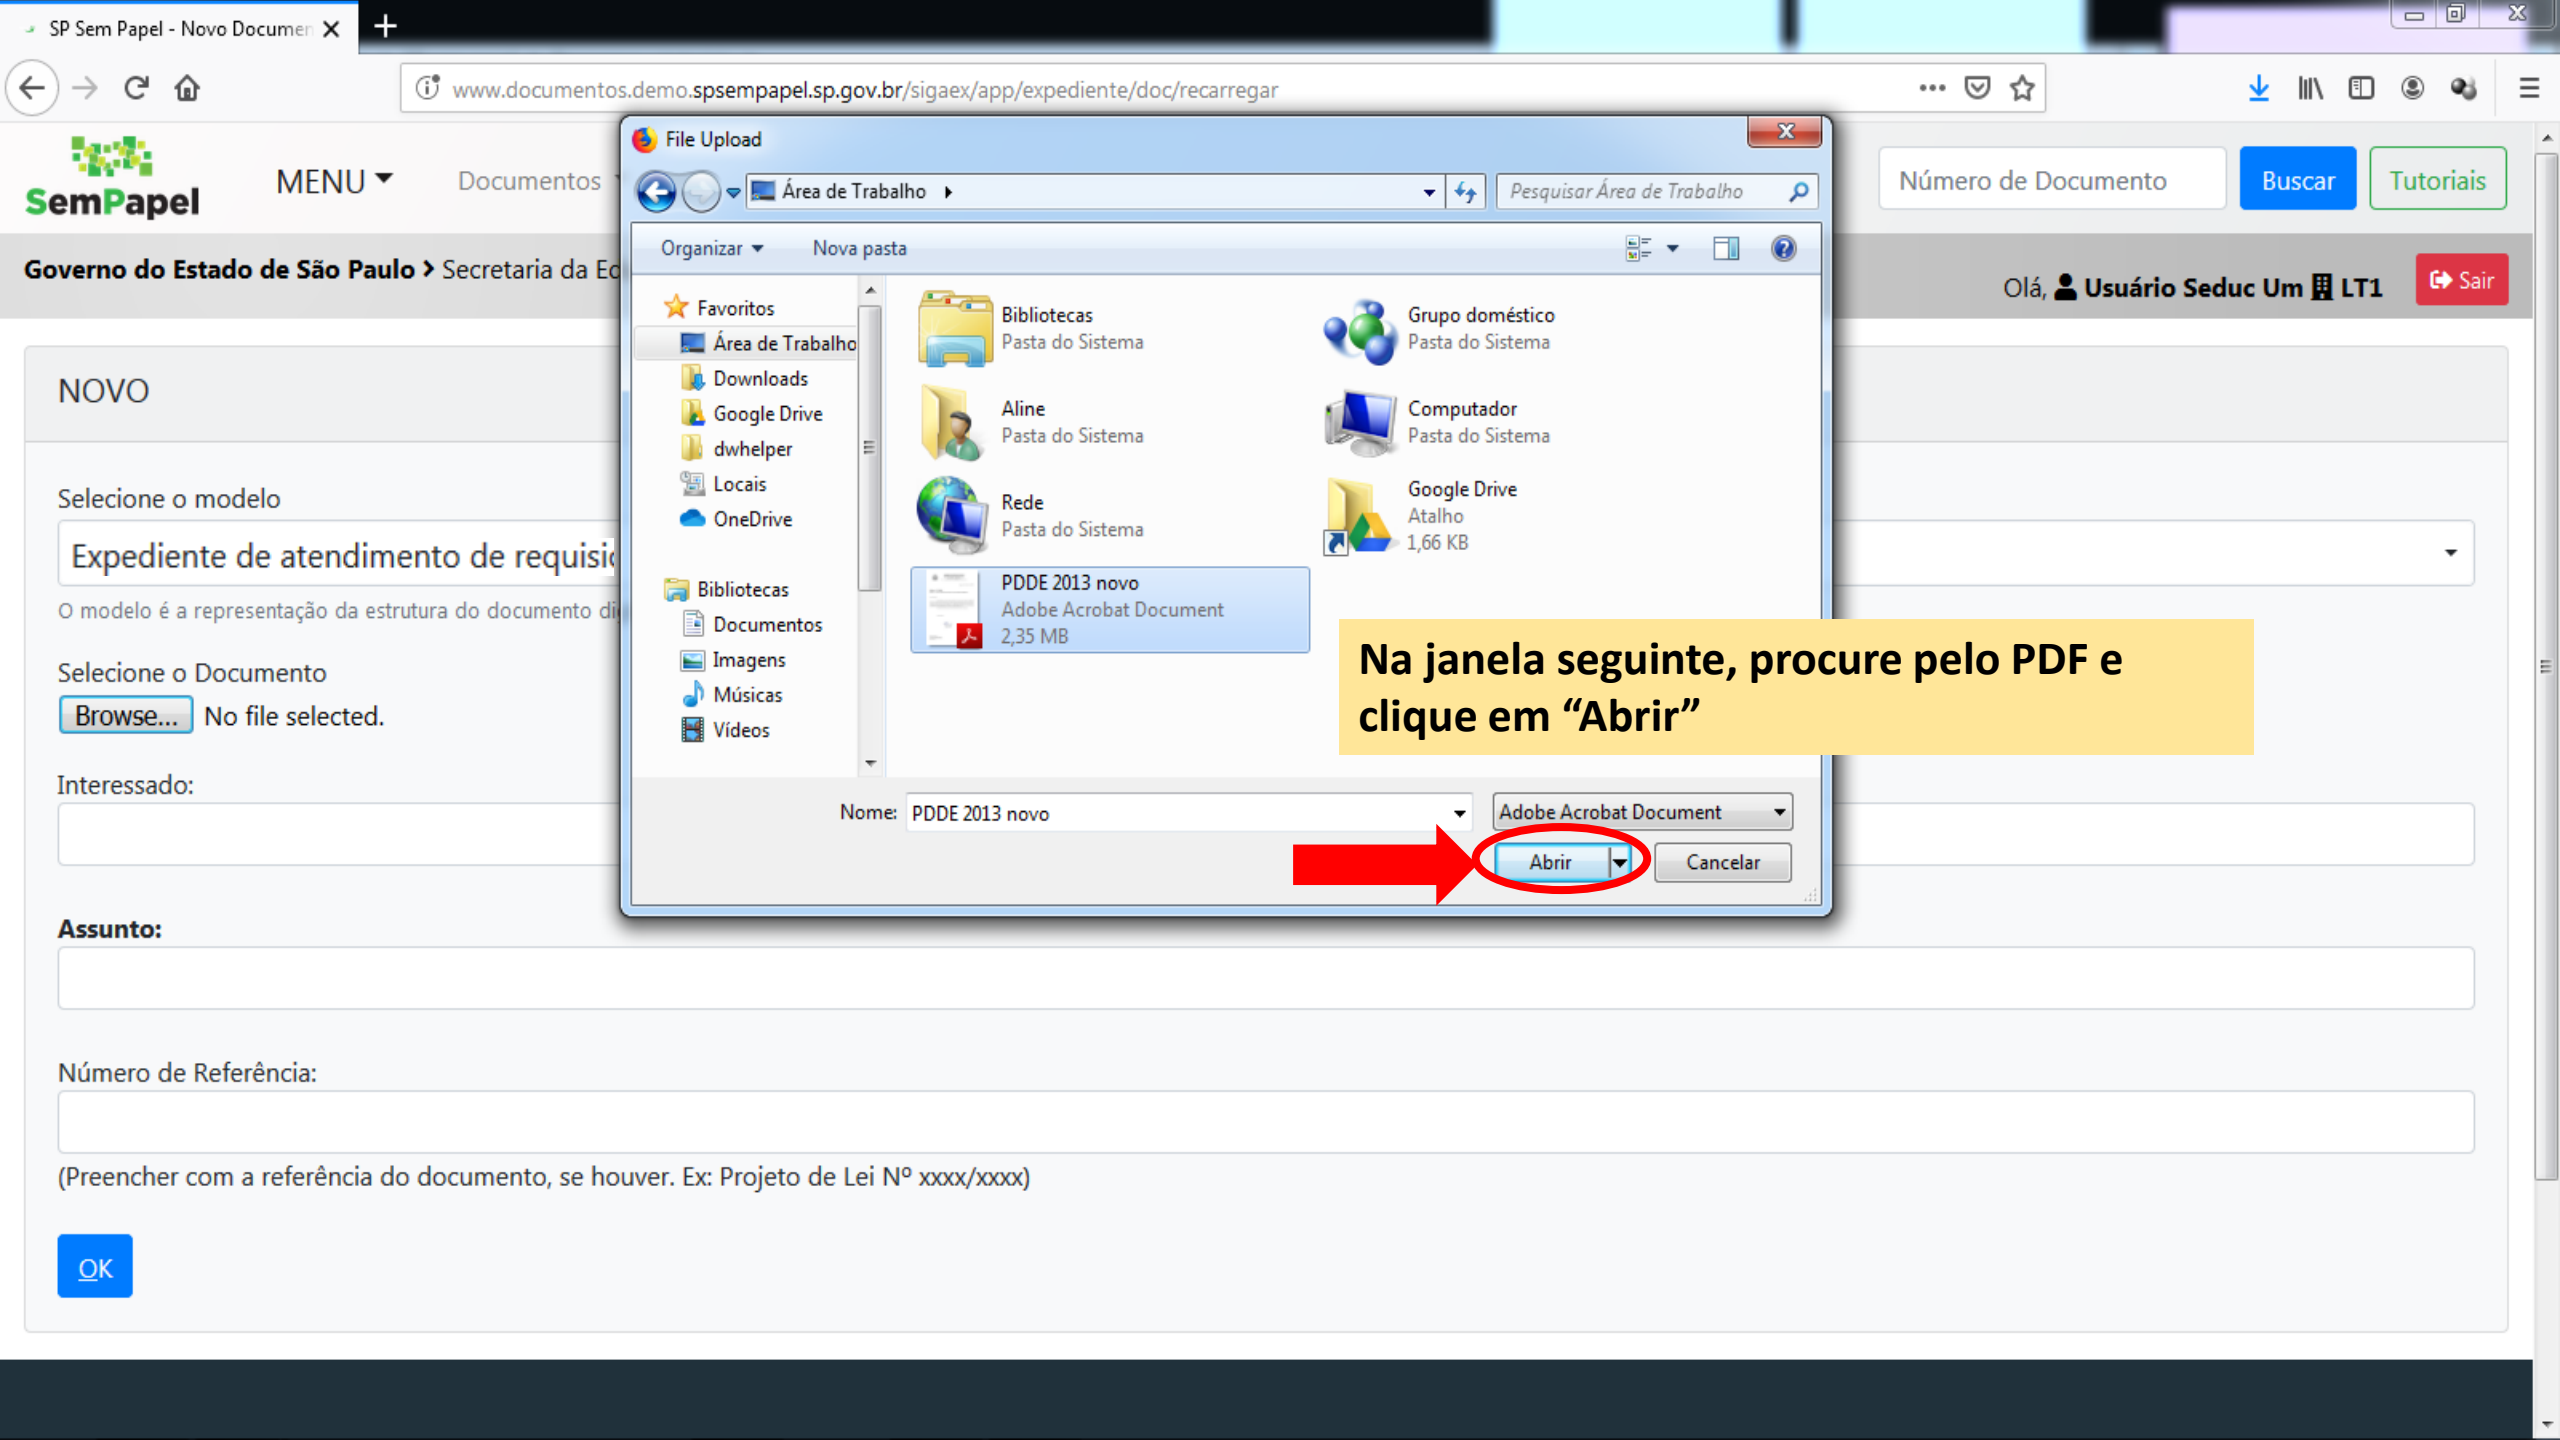 SP Sem Papel - Novo Documen
www.documentos.demo.spsempapel.sp.gov.br/sigaex/app/expediente/doc/recarregar
SemPapel
MENU
Documentos
Número de Documento
Buscar
Tutoriais
Governo do Estado de São Paulo > Secretaria da Ed
Olá, Usuário Seduc Um LT1
Sair
NOVO
Selecione o modelo
Expediente de atendimento de requisi
O modelo é a representação da estrutura do documento di
Selecione o Documento
Browse... No file selected.
Interessado:
Assunto:
Número de Referência:
(Preencher com a referência do documento, se houver. Ex: Projeto de Lei Nº xxxx/xxxx)
OK
File Upload
Área de Trabalho
Pesquisar Área de Trabalho
Organizar
Nova pasta
Favoritos
Área de Trabalho
Downloads
Google Drive
dwhelper
Locais
OneDrive
Bibliotecas
Documentos
Imagens
Músicas
Vídeos
Bibliotecas
Pasta do Sistema
Grupo doméstico
Pasta do Sistema
Aline
Pasta do Sistema
Computador
Pasta do Sistema
Rede
Pasta do Sistema
Google Drive
Atalho
1,66 KB
PDDE 2013 novo
Adobe Acrobat Document
2,35 MB
Na janela seguinte, procure pelo PDF e
clique em “Abrir”
Nome: PDDE 2013 novo
Adobe Acrobat Document
Abrir
Cancelar